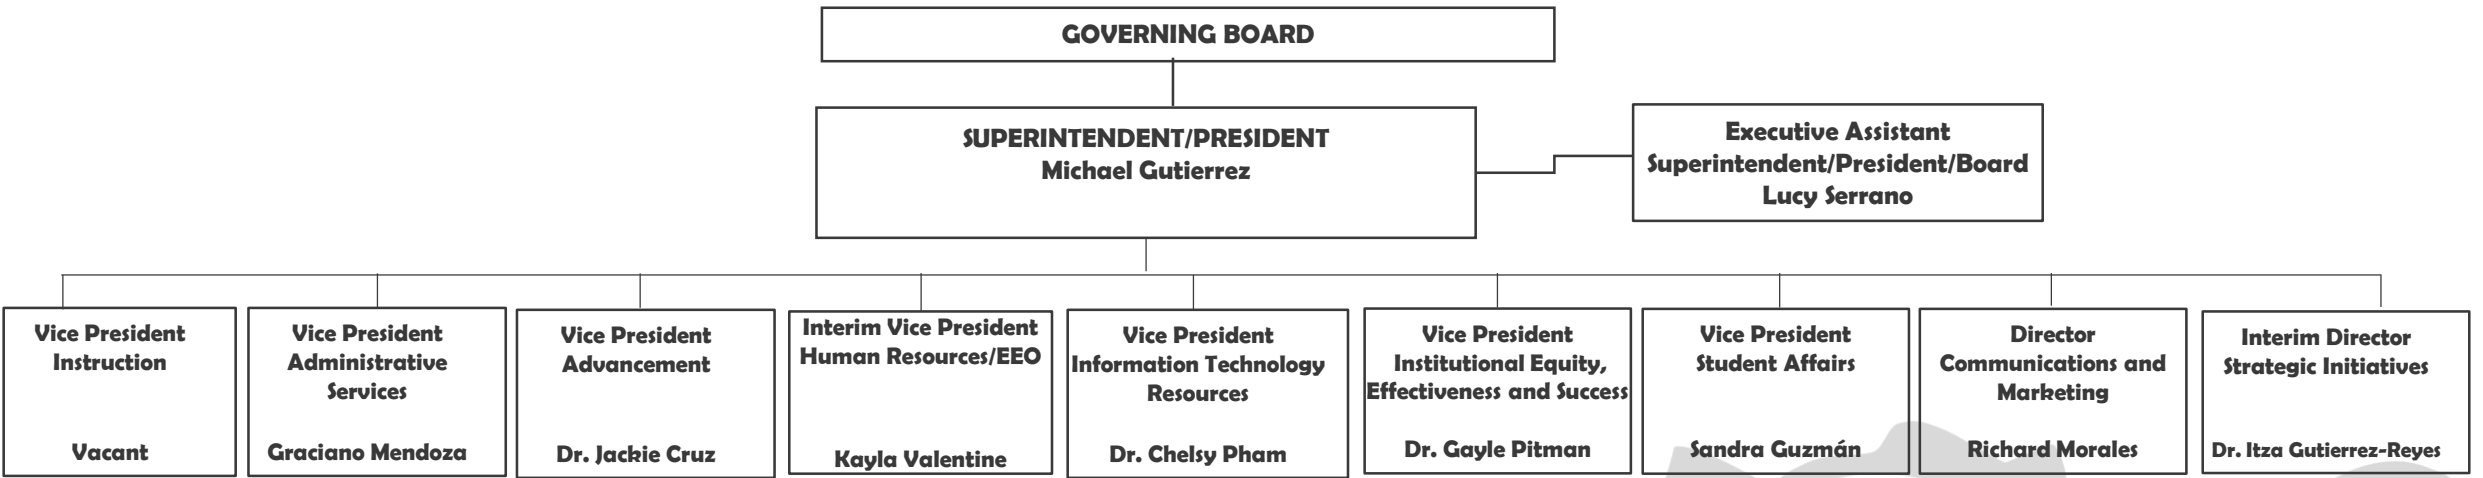 GOVERNING BOARD
SUPERINTENDENT/PRESIDENT
Michael Gutierrez
Executive Assistant
Superintendent/President/Board
Lucy Serrano
Vice President
Instruction
Vacant
Vice President
Administrative
Services
Graciano Mendoza
Vice President
Advancement
Dr. Jackie Cruz
Interim Vice President
Human Resources/EEO
Kayla Valentine
Vice President
Information Technology
Resources
Dr. Chelsy Pham
Vice President
Institutional Equity,
Effectiveness and Success
Dr. Gayle Pitman
Vice President
Student Affairs
Sandra Guzmán
Director
Communications and
Marketing
Richard Morales
Interim Director
Strategic Initiatives
Dr. Itza Gutierrez-Reyes